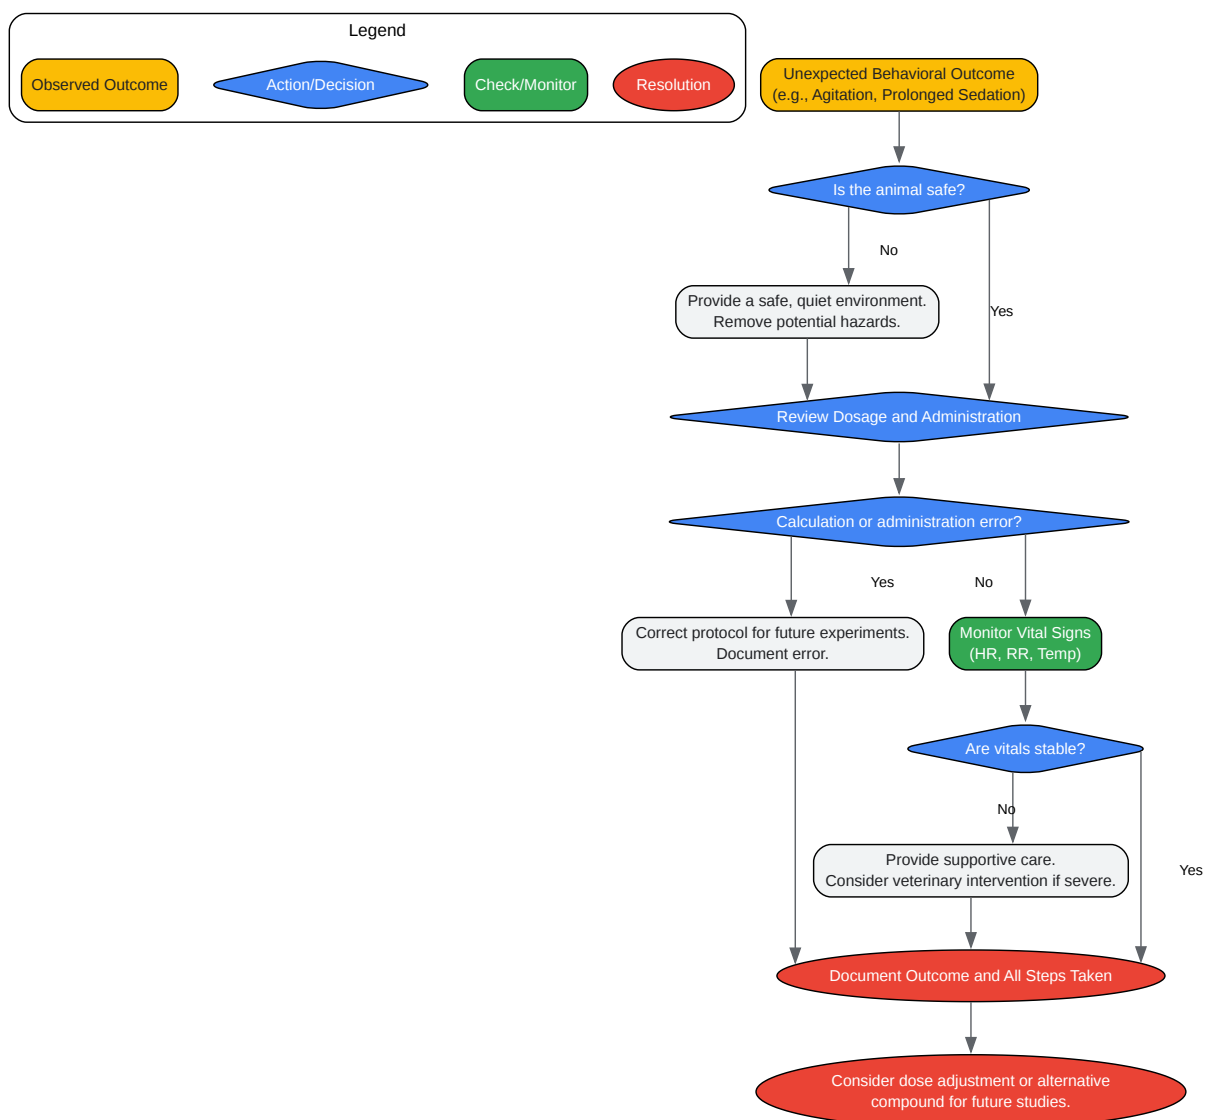 Legend
Observed Outcome
Action/Decision
Check/Monitor
Resolution
Unexpected Behavioral Outcome
(e.g., Agitation, Prolonged Sedation)
Is the animal safe?
No
Provide a safe, quiet environment.
Remove potential hazards.
Yes
Review Dosage and Administration
Calculation or administration error?
Yes
No
Correct protocol for future experiments.
Document error.
Monitor Vital Signs
(HR, RR, Temp)
Are vitals stable?
No
Provide supportive care.
Consider veterinary intervention if severe.
Yes
Document Outcome and All Steps Taken
Consider dose adjustment or alternative
compound for future studies.